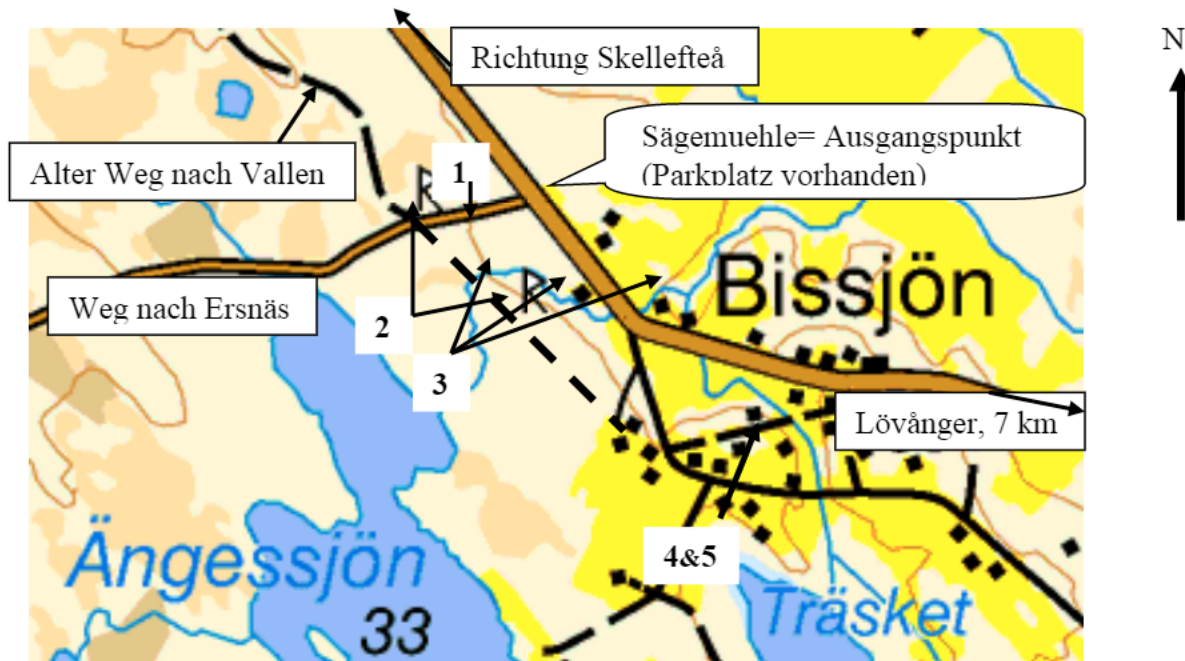 N
Richtung Skellefteå
Sägemuehle= Ausgangspunkt
(Parkplatz vorhanden)
Alter Weg nach Vallen
R
1
Bissjön
Weg nach Ersnäs
R
2
3
Lövånger, 7 km
4&5
Ängessjön
33
Träsket